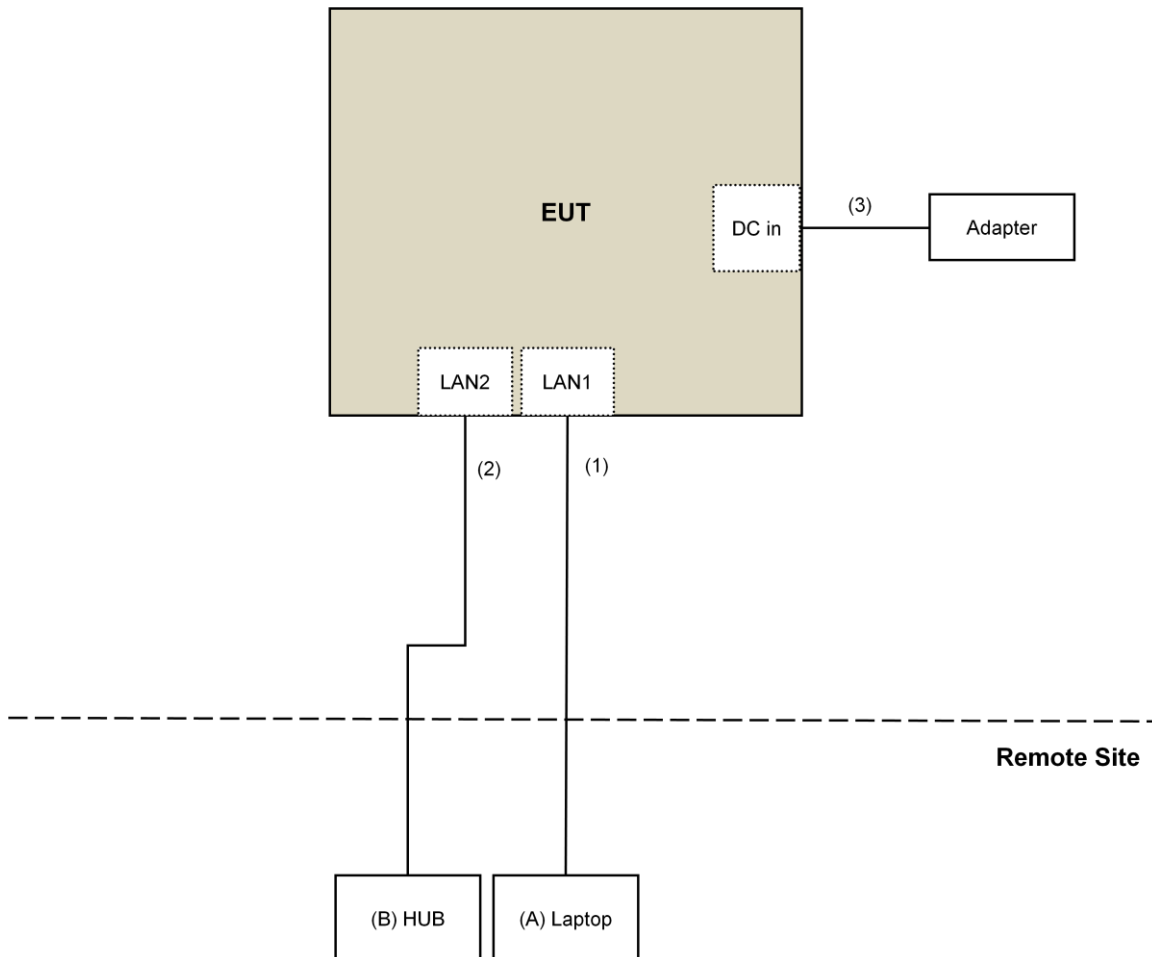 EUT
DC in
(3)
Adapter
LAN2
LAN1
(2)
(1)
Remote Site
(B) HUB
(A) Laptop